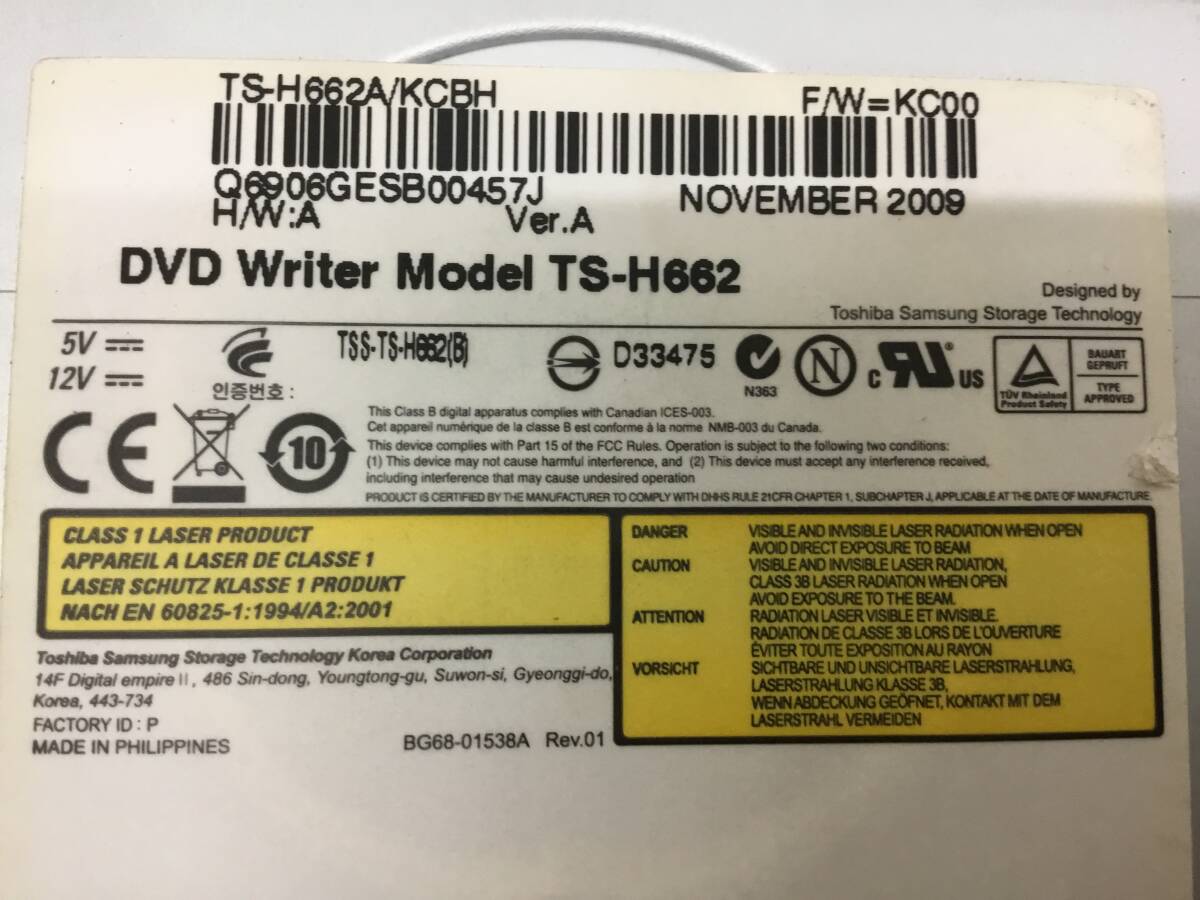 TS-H662A/KCBH F/W=KC00
Q6906GESB00457J NOVEMBER 2009
H/W:A Ver.A
DVD Writer Model TS-H662
Designed by
Toshiba Samsung Storage Technology
5V
12V
인증번호 :
TSS-TS-H662(B)
D33475
N363
N
c RU US
TÜV Rheinland
Product Safety
BAUART
GEPRÜFT
TYPE
APPROVED
CE
10
This Class B digital apparatus complies with Canadian ICES-003.
Cet appareil numérique de la classe B est conforme à la norme NMB-003 du Canada.
This device complies with Part 15 of the FCC Rules. Operation is subject to the following two conditions:
(1) This device may not cause harmful interference, and (2) This device must accept any interference received,
including interference that may cause undesired operation
PRODUCT IS CERTIFIED BY THE MANUFACTURER TO COMPLY WITH DHHS RULE 21CFR CHAPTER 1, SUBCHAPTER J, APPLICABLE AT THE DATE OF MANUFACTURE.
CLASS 1 LASER PRODUCT
APPAREIL A LASER DE CLASSE 1
LASER SCHUTZ KLASSE 1 PRODUKT
NACH EN 60825-1:1994/A2:2001
DANGER VISIBLE AND INVISIBLE LASER RADIATION WHEN OPEN
AVOID DIRECT EXPOSURE TO BEAM
CAUTION VISIBLE AND INVISIBLE LASER RADIATION,
CLASS 3B LASER RADIATION WHEN OPEN
AVOID EXPOSURE TO THE BEAM.
ATTENTION RADIATION LASER VISIBLE ET INVISIBLE.
RADIATION DE CLASSE 3B LORS DE L'OUVERTURE
ÉVITER TOUTE EXPOSITION AU RAYON
VORSICHT SICHTBARE UND UNSICHTBARE LASERSTRAHLUNG,
LASERSTRAHLUNG KLASSE 3B,
WENN ABDECKUNG GEÖFNET, KONTAKT MIT DEM
LASERSTRAHL VERMEIDEN
Toshiba Samsung Storage Technology Korea Corporation
14F Digital empire II, 486 Sin-dong, Youngtong-gu, Suwon-si, Gyeonggi-do,
Korea, 443-734
FACTORY ID : P
MADE IN PHILIPPINES
BG68-01538A Rev.01